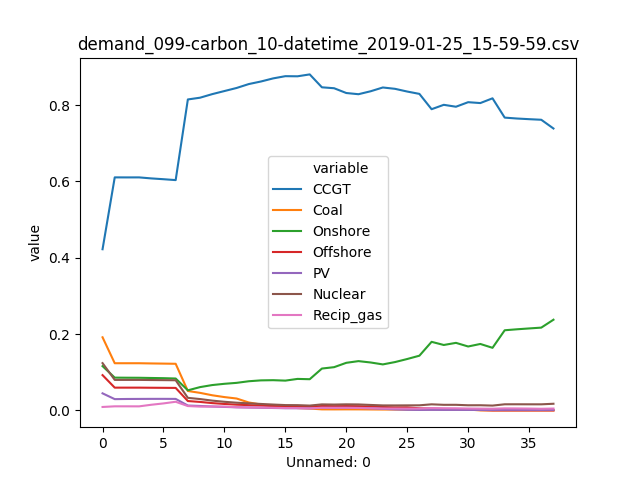 demand_099-carbon_10-datetime_2019-01-25_15-59-59.csv
value
0.8
0.6
0.4
0.2
0.0
variable
CCGT
Coal
Onshore
Offshore
PV
Nuclear
Recip_gas
0 5 10 15 20 25 30 35
Unnamed: 0